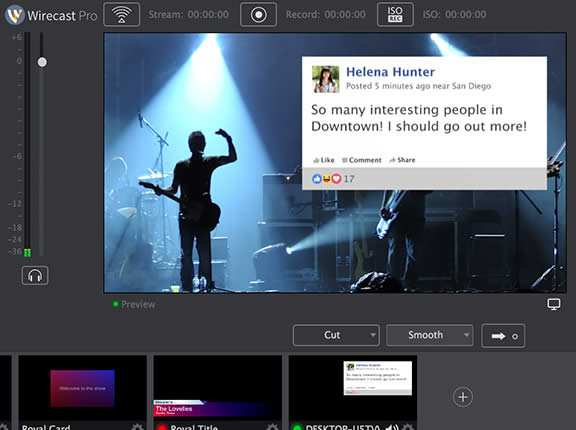 Wirecast Pro
Stream: 00:00:00
Record: 00:00:00
ISO
REC
ISO: 00:00:00
+6
0
-6
-12
-18
-24
-36
Helena Hunter
Posted 5 minutes ago near San Diego
So many interesting people in
Downtown! I should go out more!
Like
Comment
Share
17
Preview
Cut
Smooth
Welcome to the show
Royal Card
The Lovelies
Royal Title
Helena Hunter
So many interesting people in
Downtown! I should go out more!
DESKTOP-U5TV